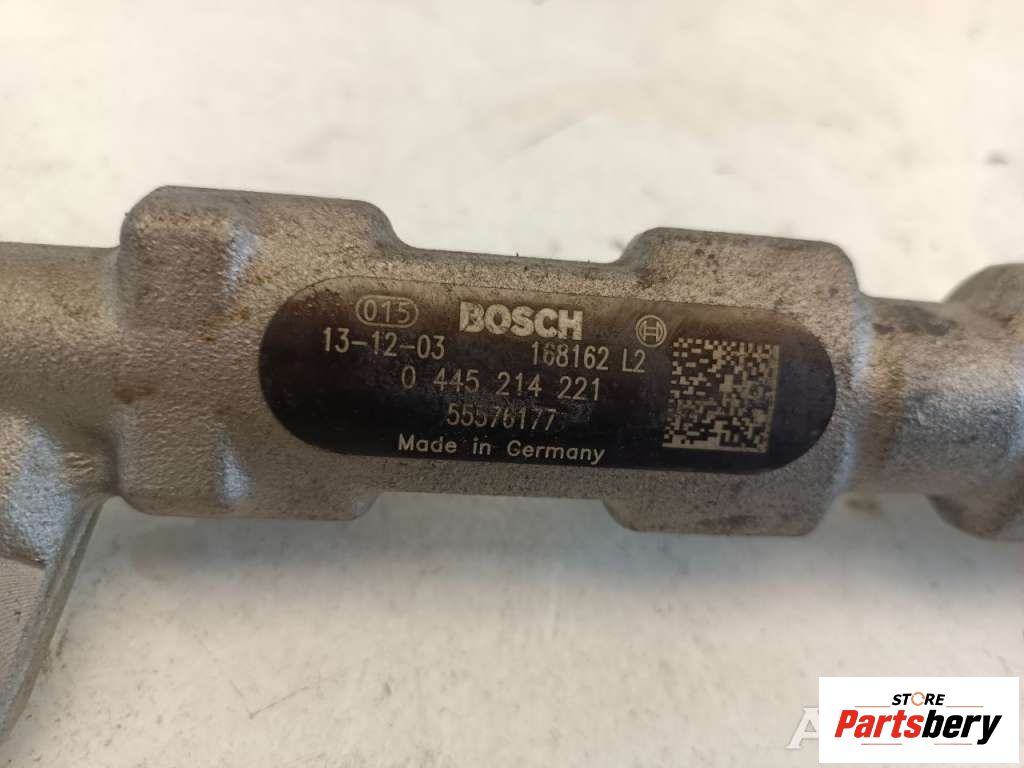 015 BOSCH
13-12-03 168162 L2
0 445 214 221
55576177
Made in Germany
STORE
Partsbery